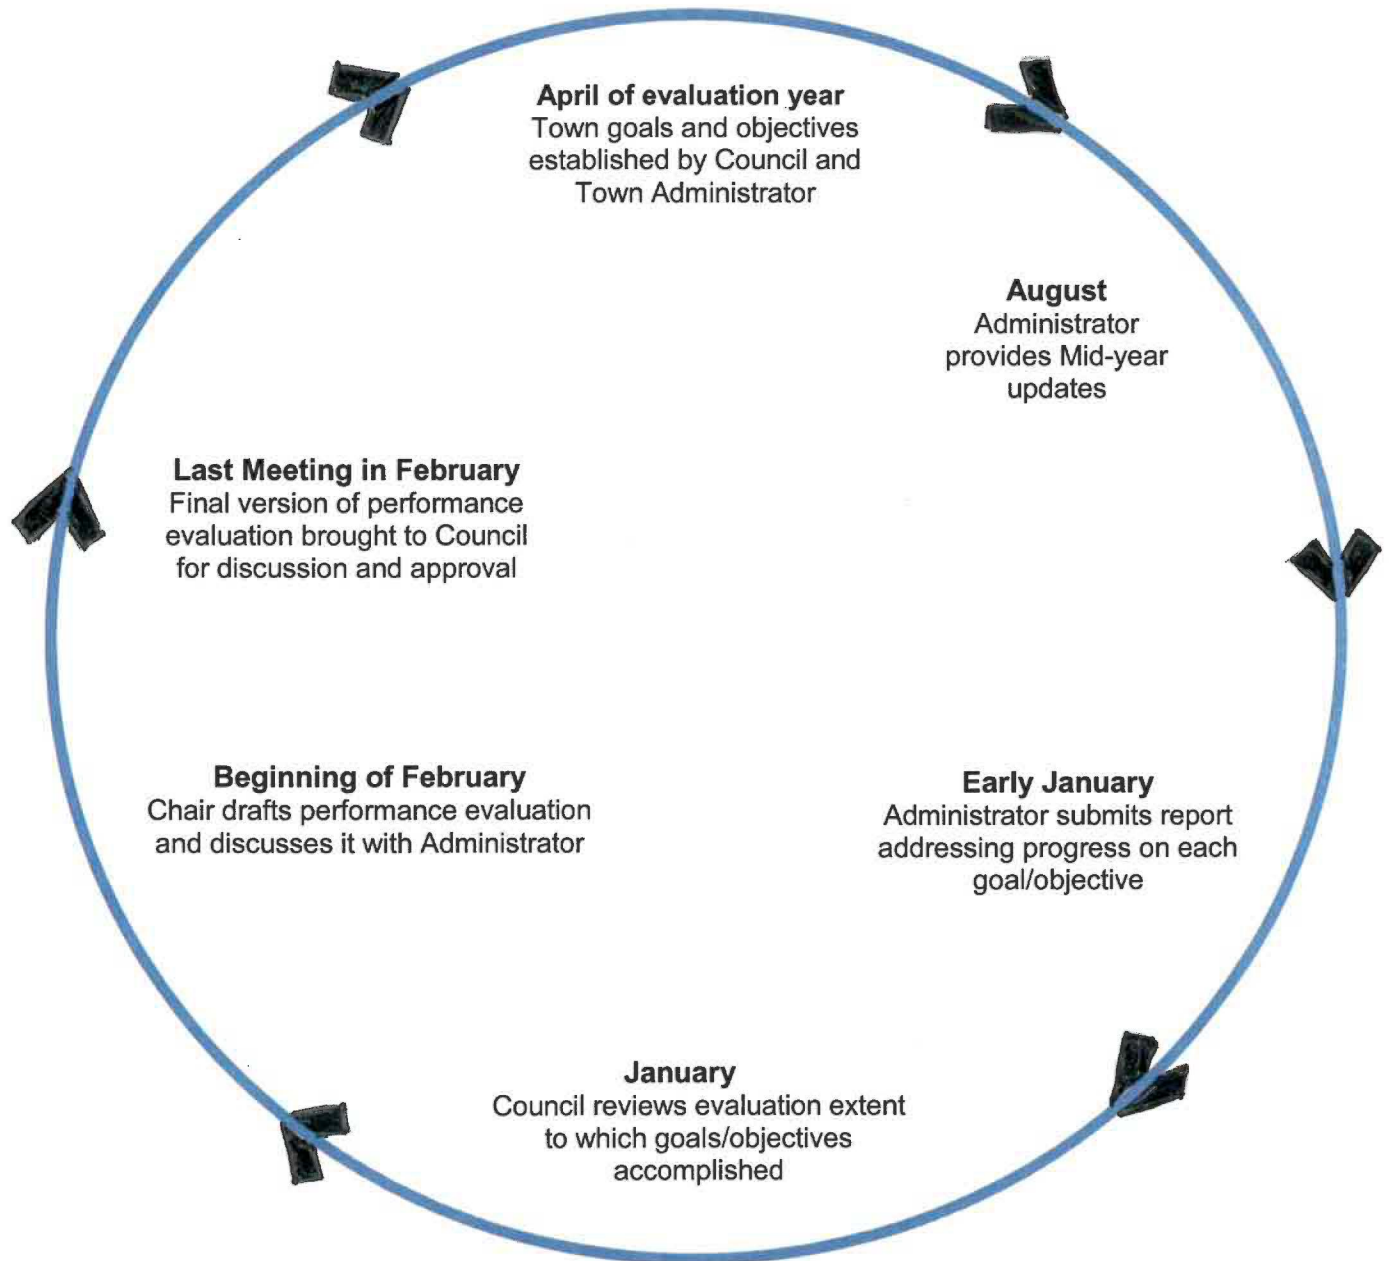 April of evaluation year
Town goals and objectives
established by Council and
Town Administrator
August
Administrator
provides Mid-year
updates
Early January
Administrator submits report
addressing progress on each
goal/objective
January
Council reviews evaluation extent
to which goals/objectives
accomplished
Beginning of February
Chair drafts performance evaluation
and discusses it with Administrator
Last Meeting in February
Final version of performance
evaluation brought to Council
for discussion and approval